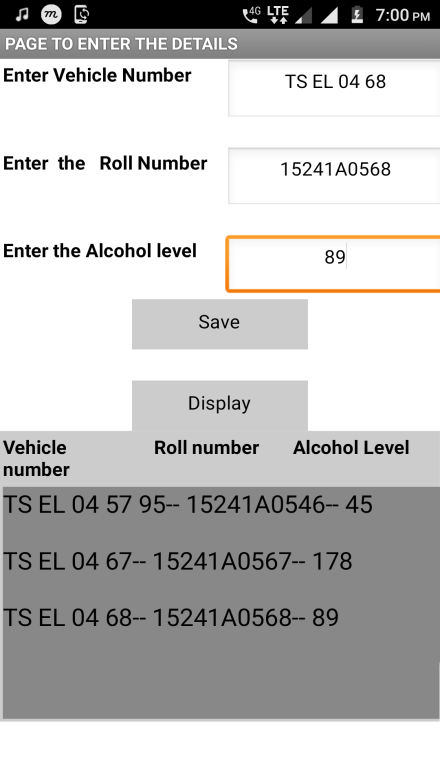 4G LTE 7:00 PM
PAGE TO ENTER THE DETAILS
Enter Vehicle Number TS EL 04 68
Enter the Roll Number 15241A0568
Enter the Alcohol level 89
Save
Display
Vehicle number Roll number Alcohol Level
TS EL 04 57 95-- 15241A0546-- 45
TS EL 04 67-- 15241A0567-- 178
TS EL 04 68-- 15241A0568-- 89